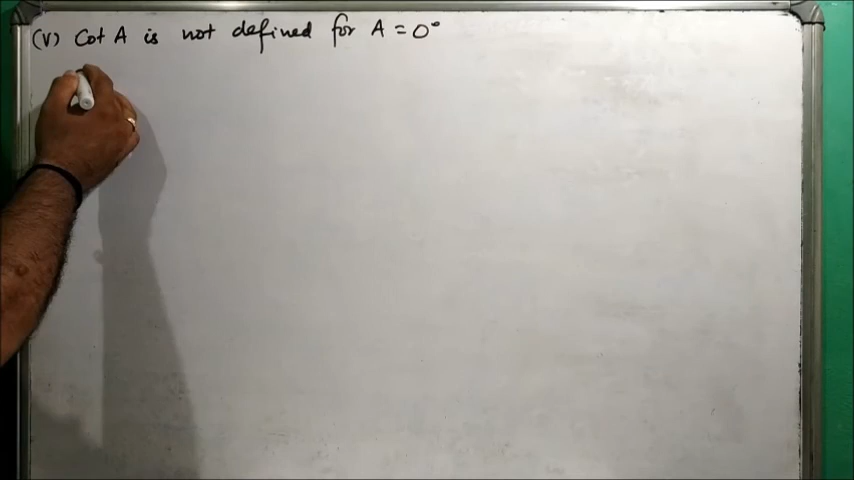 (V) Cot A is not defined for A = 0°